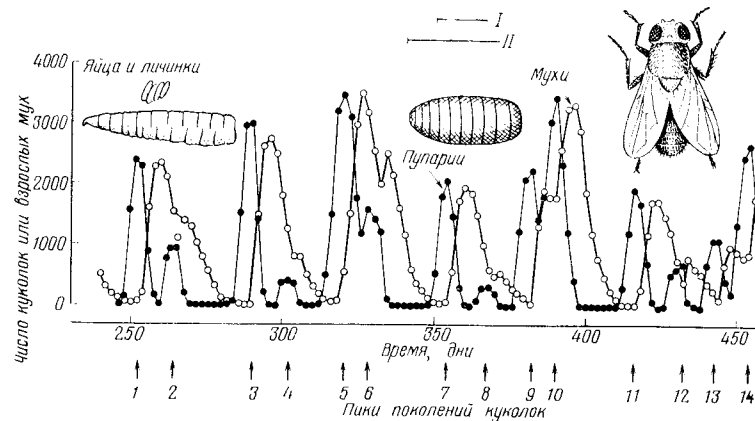 I
II
4000
3000
2000
1000
0
Число куколок или взрослых мух
Яйца и личинки
Мухи
Пупарии
250 300 350 400 450
Время, дни
1 2 3 4 5 6 7 8 9 10 11 12 13 14
Пики поколений куколок